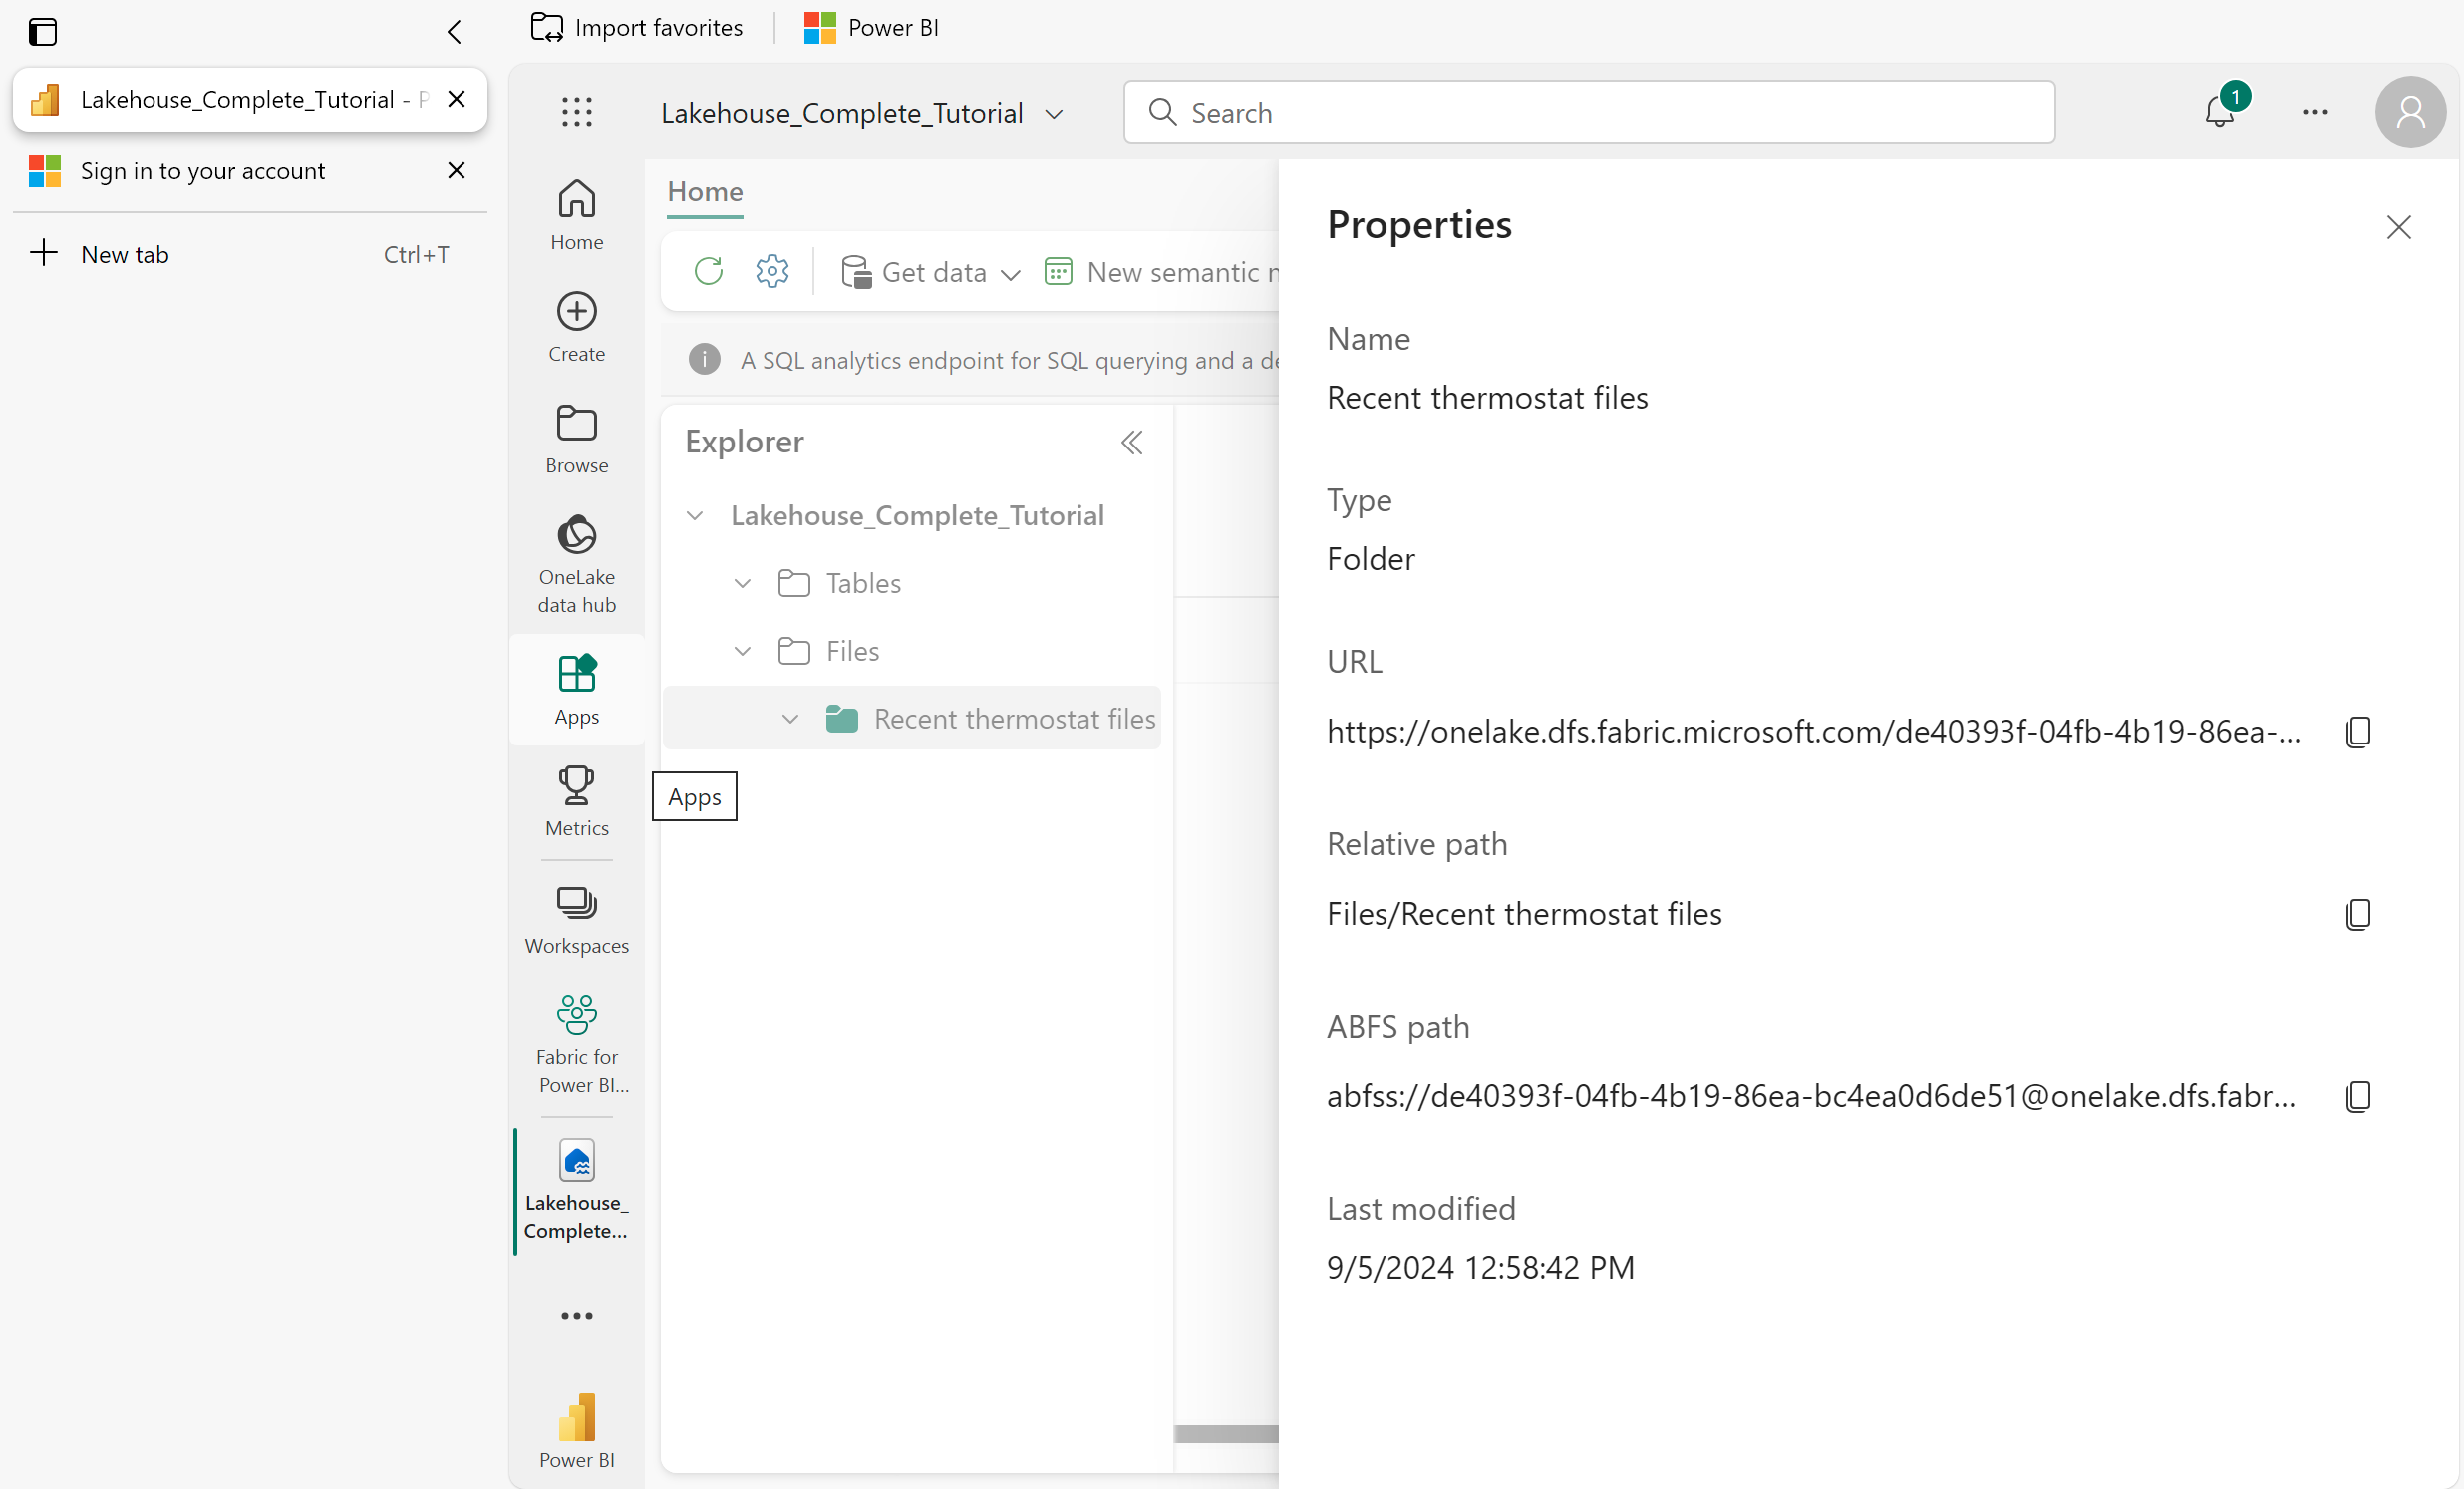 Import favorites
Power BI
Lakehouse_Complete_Tutorial - P
Sign in to your account
New tab Ctrl+T
Lakehouse_Complete_Tutorial
Search
1
Home
Create
Browse
OneLake
data hub
Apps
Metrics
Workspaces
Fabric for
Power BI...
Lakehouse_
Complete...
Power BI
Home
Get data
New semantic
A SQL analytics endpoint for SQL querying and a de
Explorer
Lakehouse_Complete_Tutorial
Tables
Files
Recent thermostat files
Apps
Properties
Name
Recent thermostat files
Type
Folder
URL
https://onelake.dfs.fabric.microsoft.com/de40393f-04fb-4b19-86ea-...
Relative path
Files/Recent thermostat files
ABFS path
abfss://de40393f-04fb-4b19-86ea-bc4ea0d6de51@onelake.dfs.fabr...
Last modified
9/5/2024 12:58:42 PM